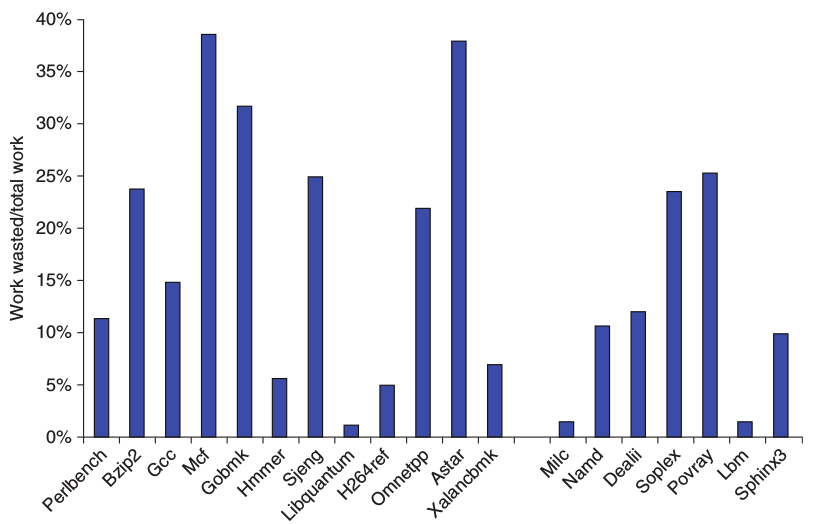 40%
35%
30%
25%
20%
15%
10%
5%
0%
Work wasted/total work
Perlbench
Bzip2
Gcc
Mcf
Gobmk
Hmmer
Sjeng
Libquantum
H264ref
Omnetpp
Astar
Xalancbmk
Milc
Namd
Dealii
Soplex
Povray
Lbm
Sphinx3